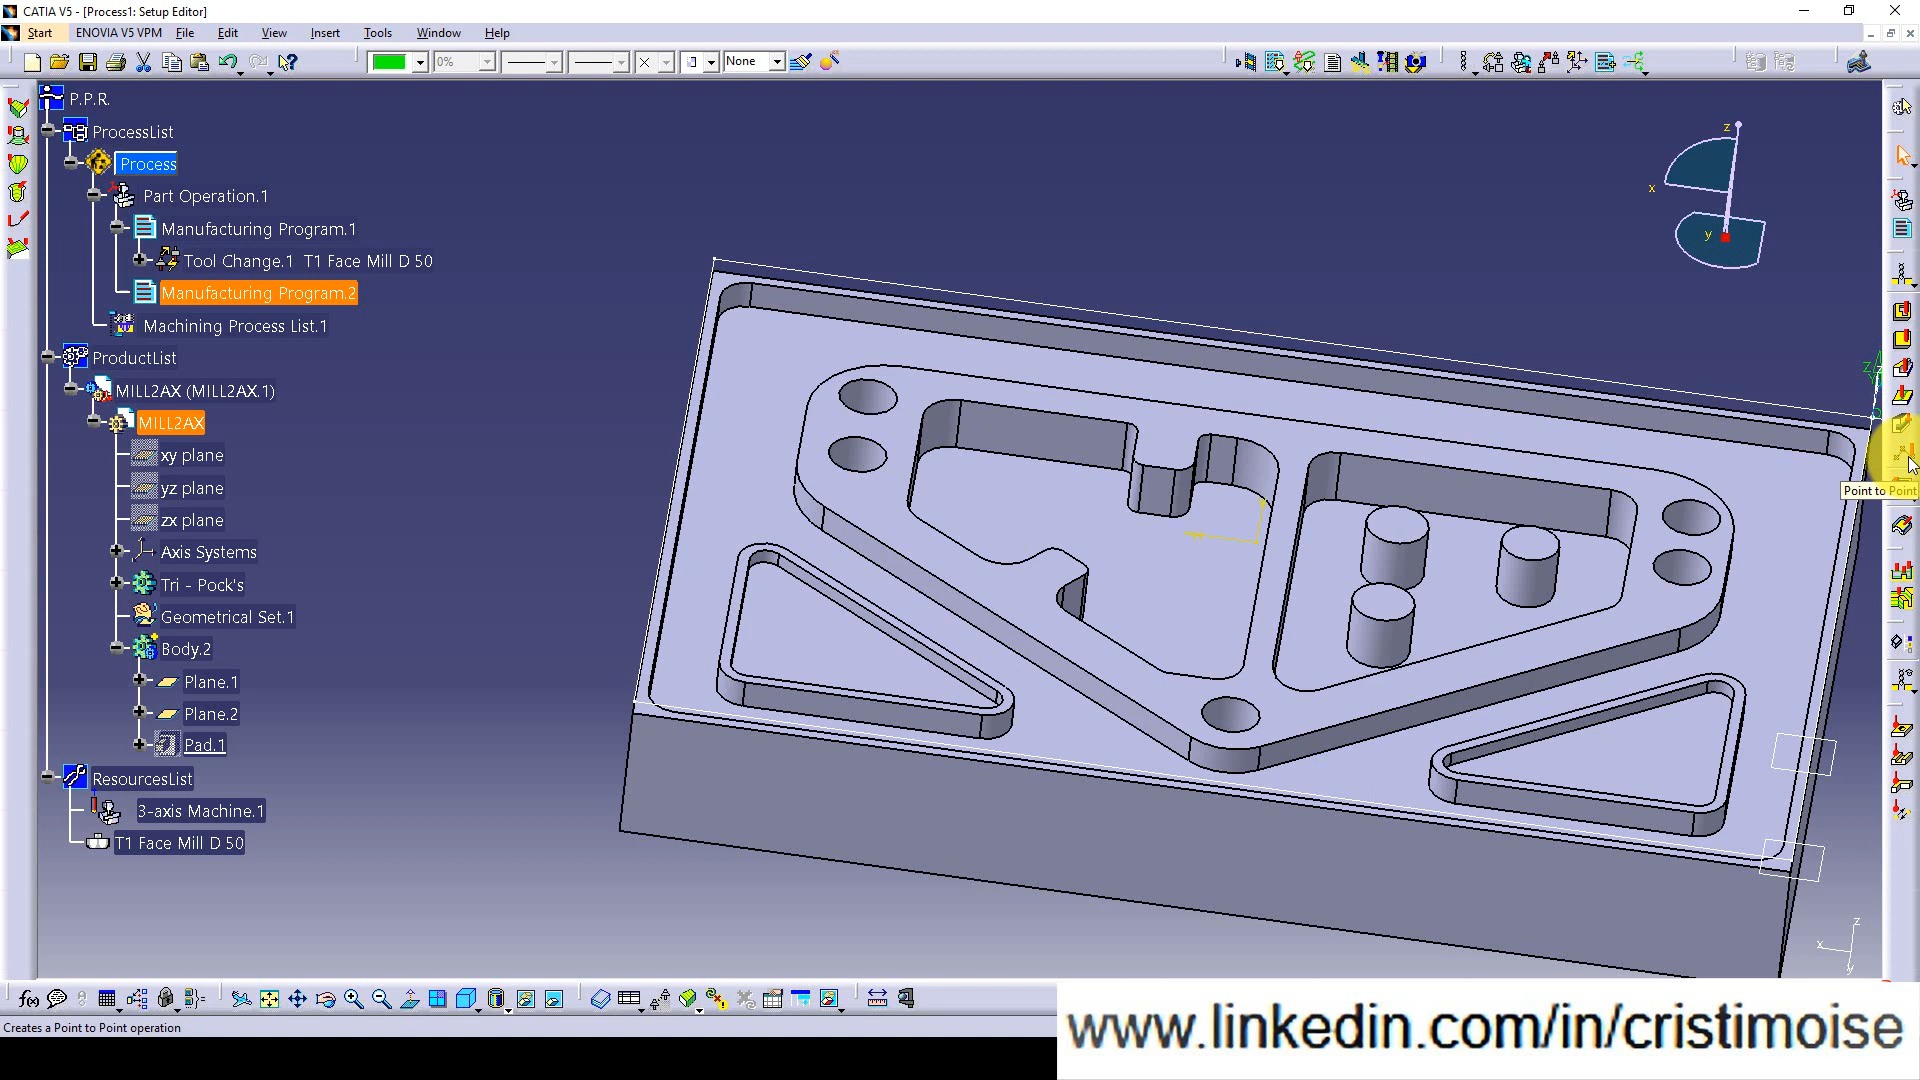 CATIA V5 - [Process1: Setup Editor]
Start ENOVIA V5 VPM File Edit View Insert Tools Window Help
0% None
P.P.R.
ProcessList
Process
Part Operation.1
Manufacturing Program.1
Tool Change.1 T1 Face Mill D 50
Manufacturing Program.2
Machining Process List.1
ProductList
MILL2AX (MILL2AX.1)
MILL2AX
xy plane
yz plane
zx plane
Axis Systems
Tri - Pock's
Geometrical Set.1
Body.2
Plane.1
Plane.2
Pad.1
ResourcesList
3-axis Machine.1
T1 Face Mill D 50
z
x
y
Point to Point
z
x
y
Creates a Point to Point operation
www.linkedin.com/in/cristimoise